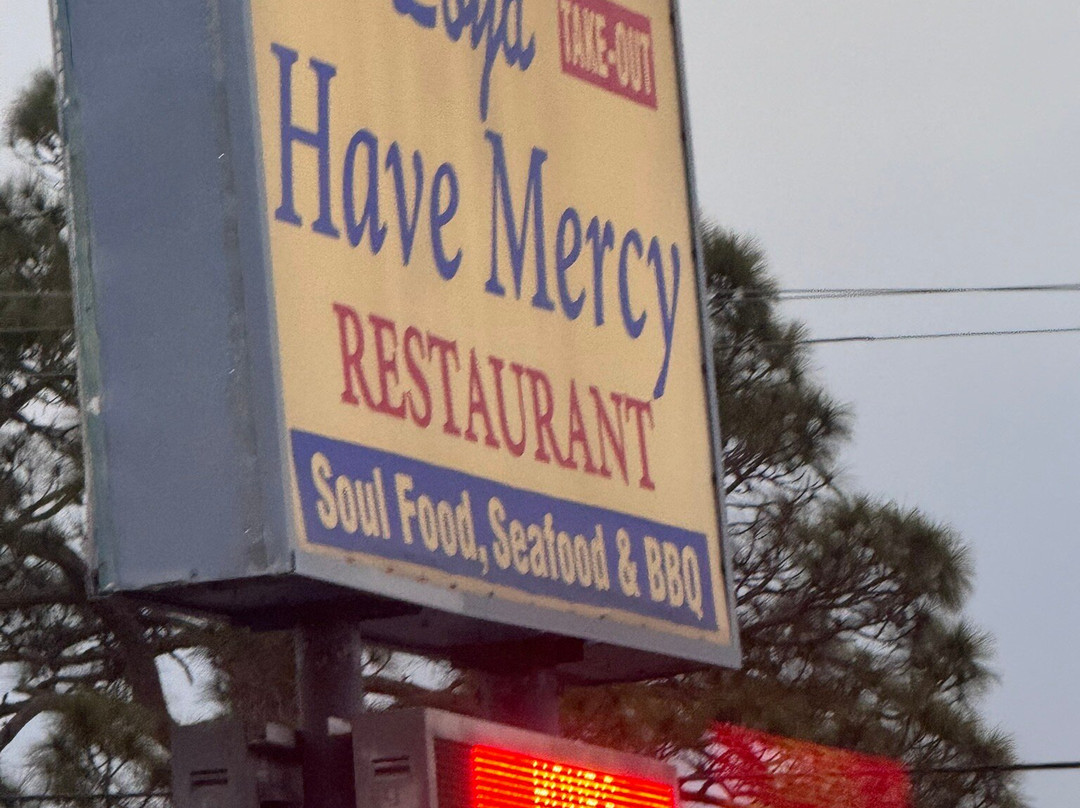 TAKE-OUT
Have Mercy
RESTAURANT
Soul Food, Seafood & BBQ